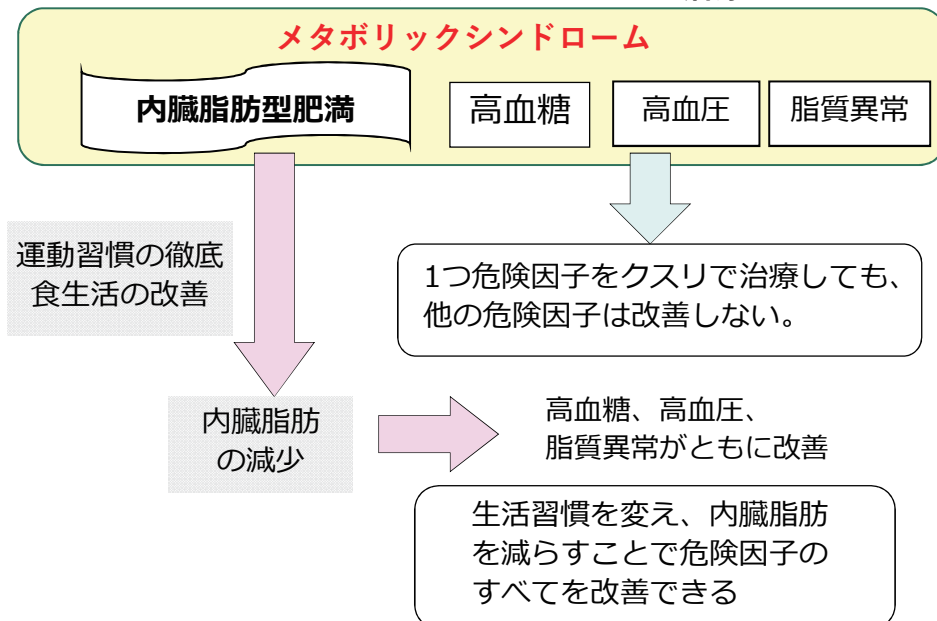 メタボリックシンドローム
内臓脂肪型肥満
高血糖
高血圧
脂質異常
運動習慣の徹底
食生活の改善
1つ危険因子をクスリで治療しても、
他の危険因子は改善しない。
内臓脂肪
の減少
高血糖、高血圧、
脂質異常がともに改善
生活習慣を変え、内臓脂肪
を減らすことで危険因子の
すべてを改善できる